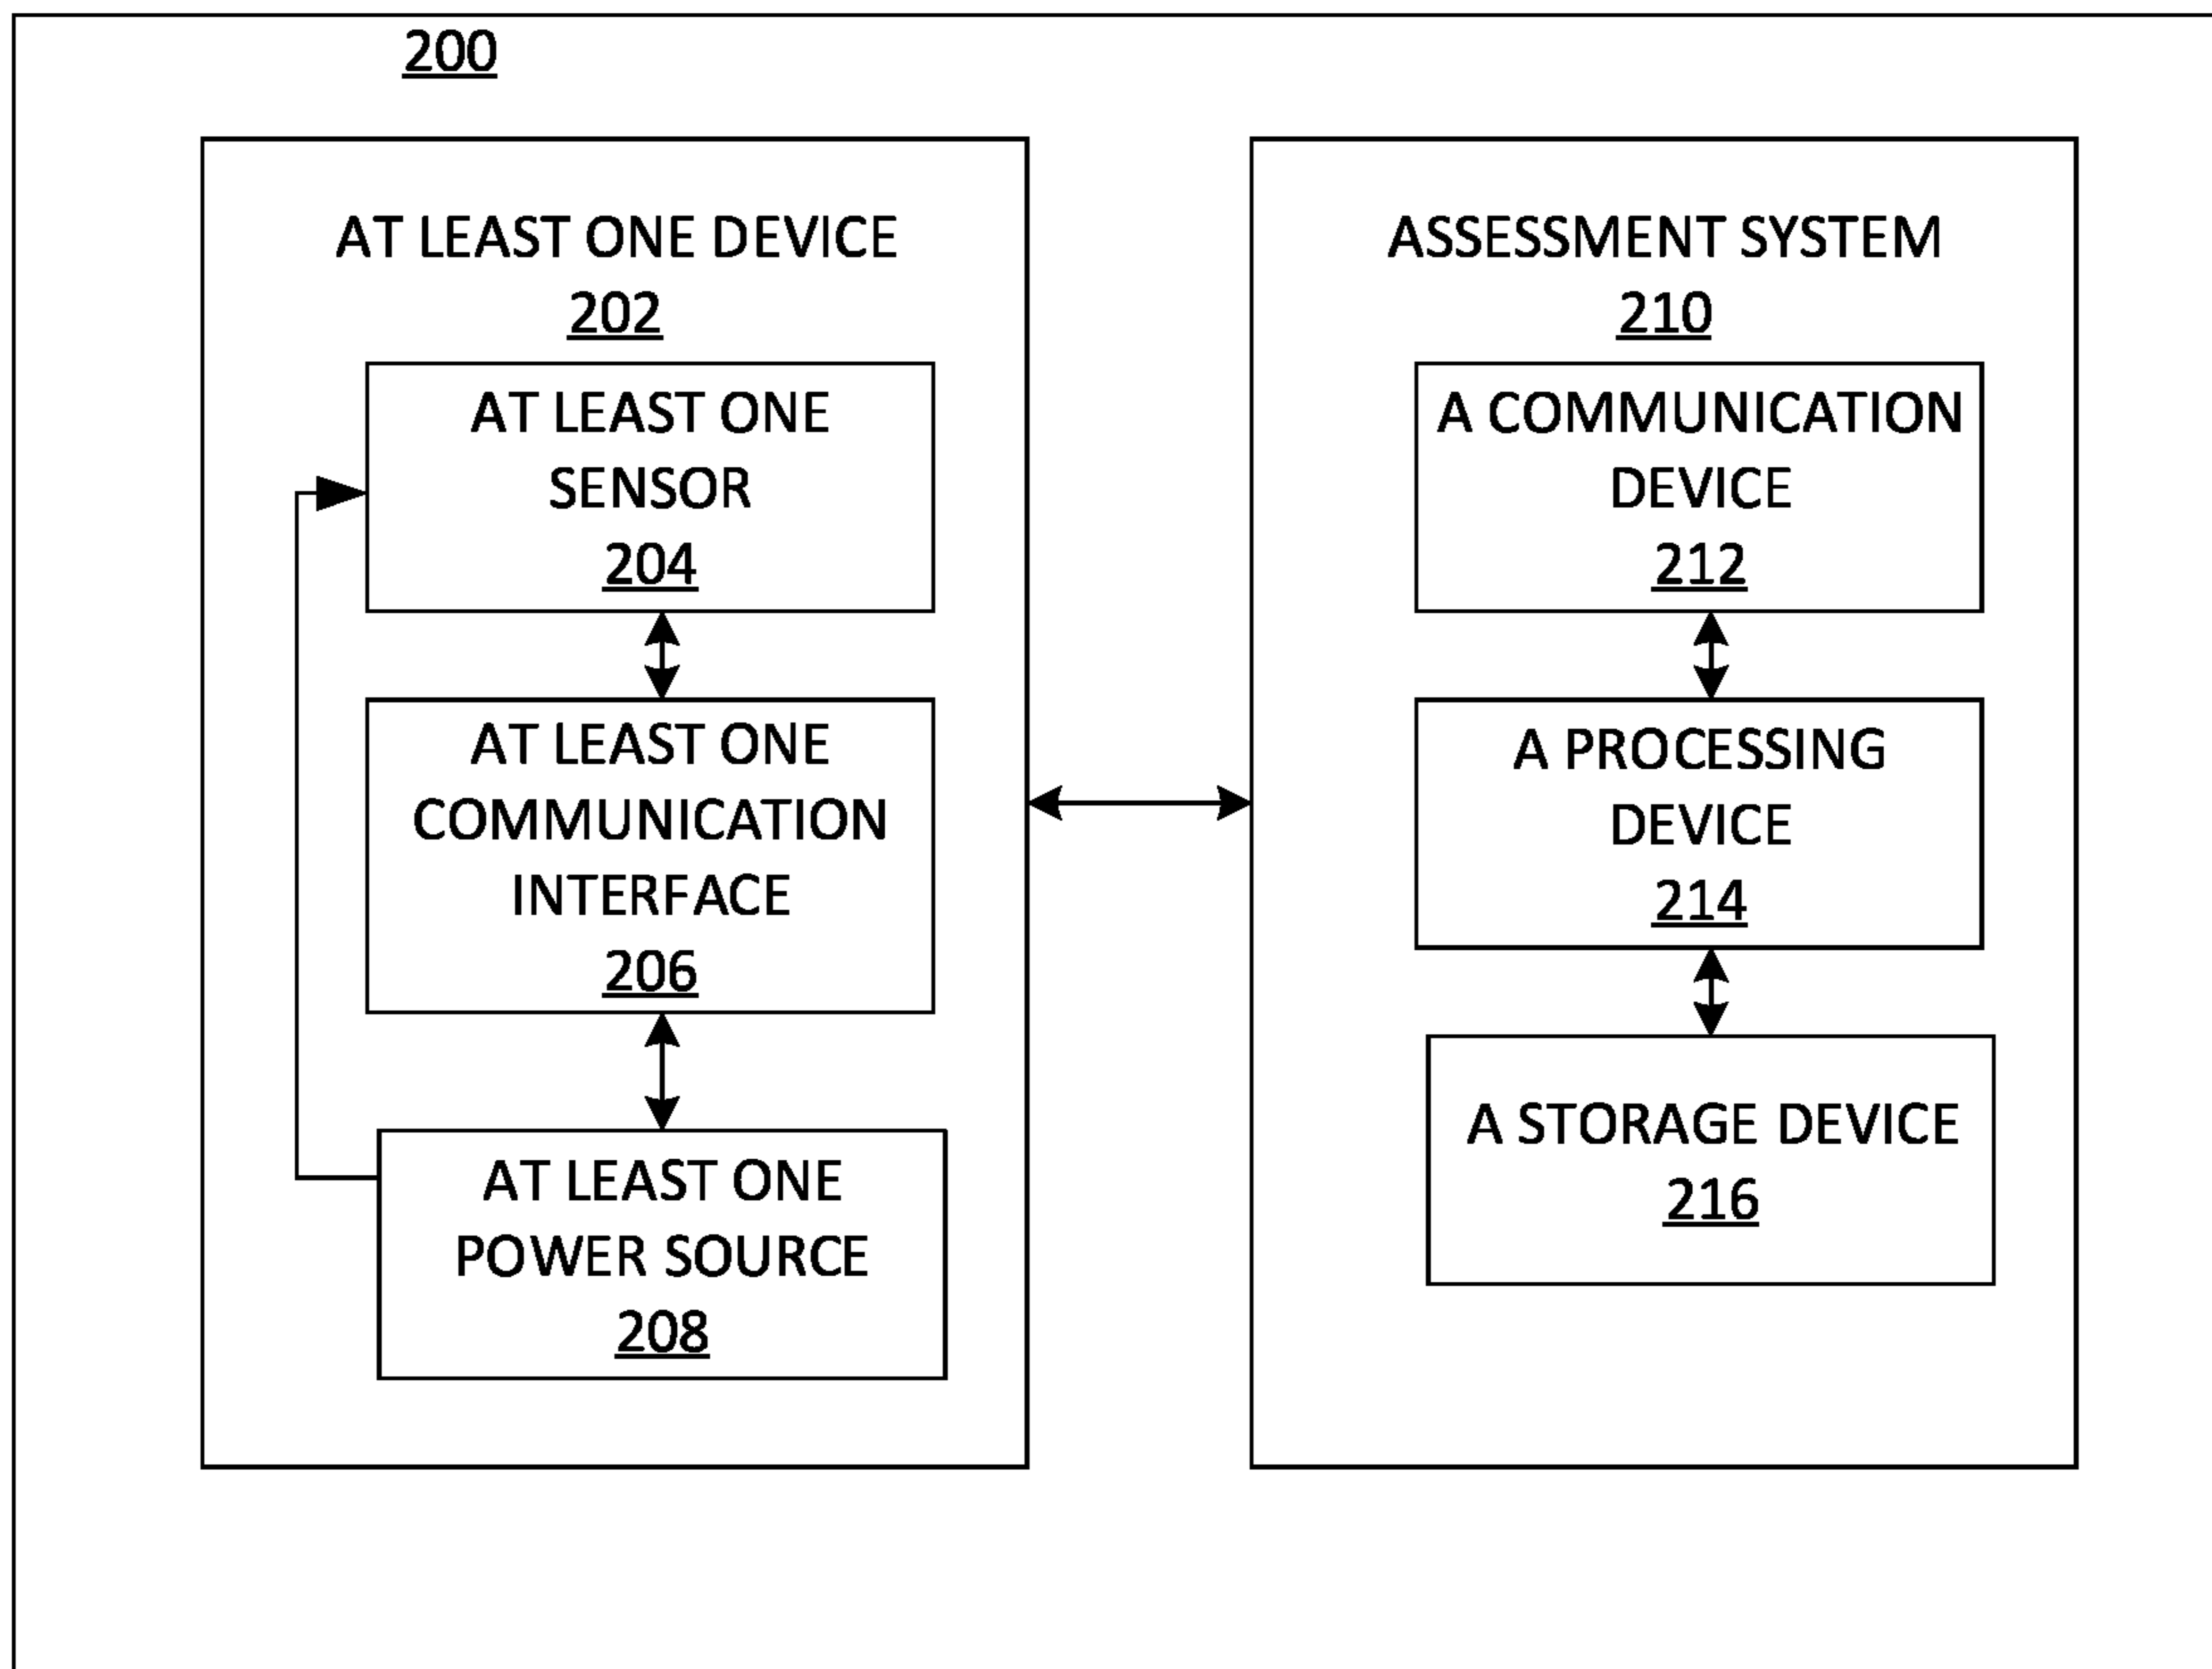 200
AT LEAST ONE DEVICE
202
AT LEAST ONE
SENSOR
204
AT LEAST ONE
COMMUNICATION
INTERFACE
206
AT LEAST ONE
POWER SOURCE
208
ASSESSMENT SYSTEM
210
A COMMUNICATION
DEVICE
212
A PROCESSING
DEVICE
214
A STORAGE DEVICE
216